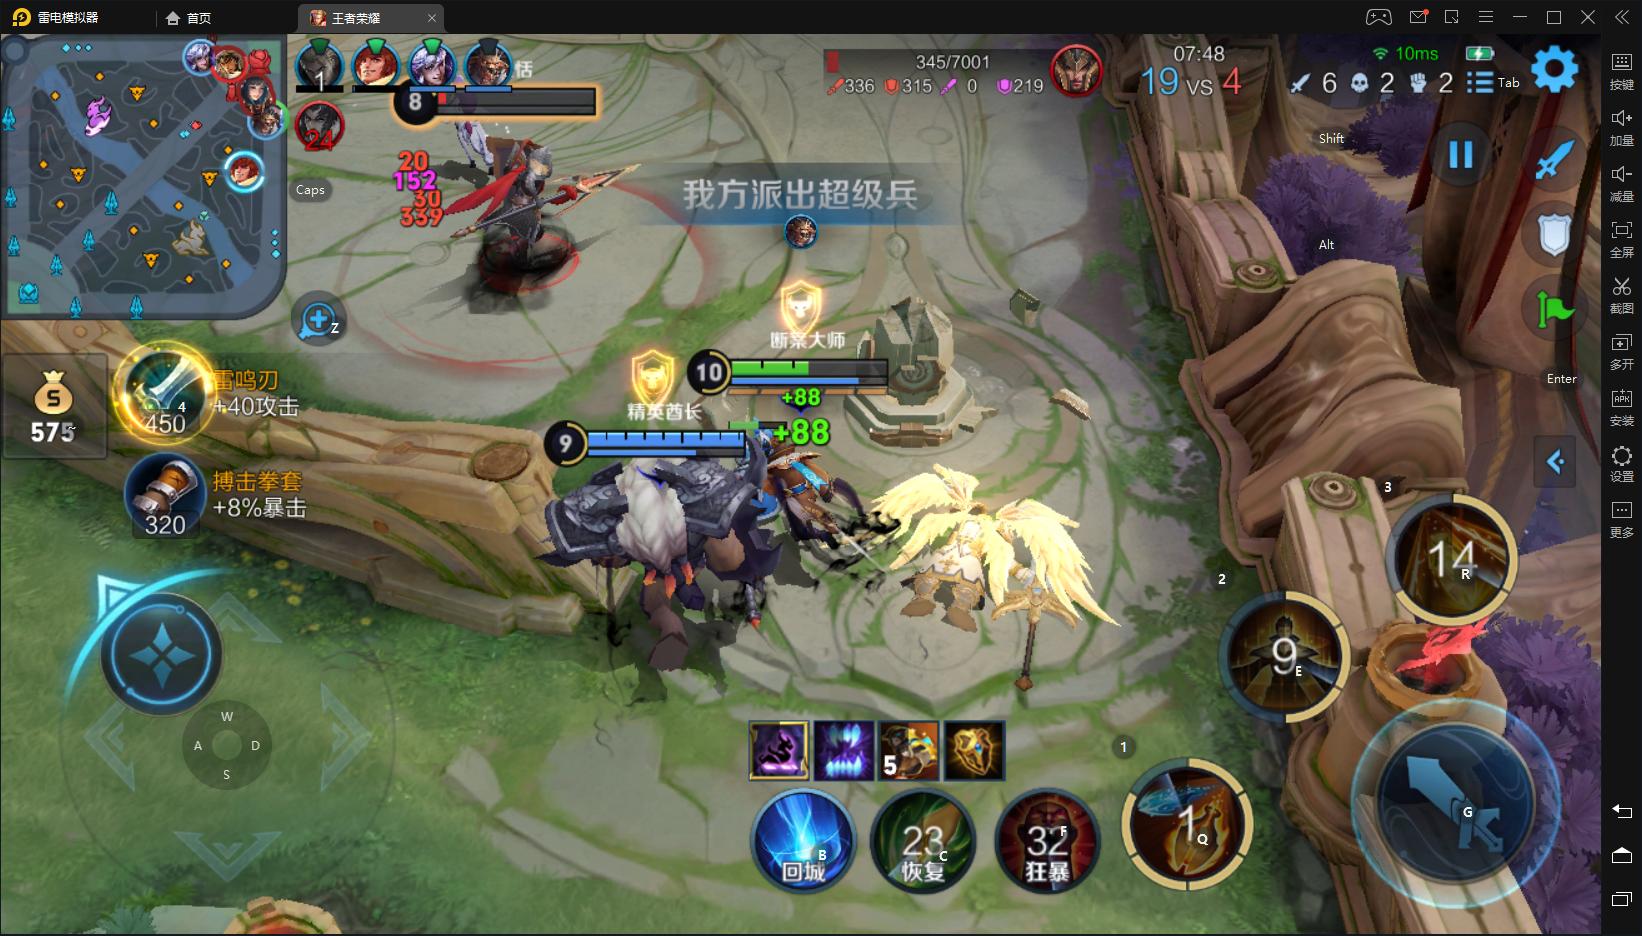 雷电模拟器
首页
王者荣耀
按键
加量
减量
全屏
截图
多开
安装
设置
更多
1
24
恬
8
345/7001
336 315 0 219
07:48
19 VS 4
10ms
6 2 2
Tab
Shift
Alt
Enter
Caps
Z
20
152
30
339
我方派出超级兵
断案大师
10
+88
+88
精英酋长
9
575
雷鸣刃
+40攻击
4
450
搏击拳套
+8%暴击
320
W
A
D
S
5
B
回城
23
C
恢复
32
F
狂暴
1
1
Q
2
9
E
3
14
R
G
APK